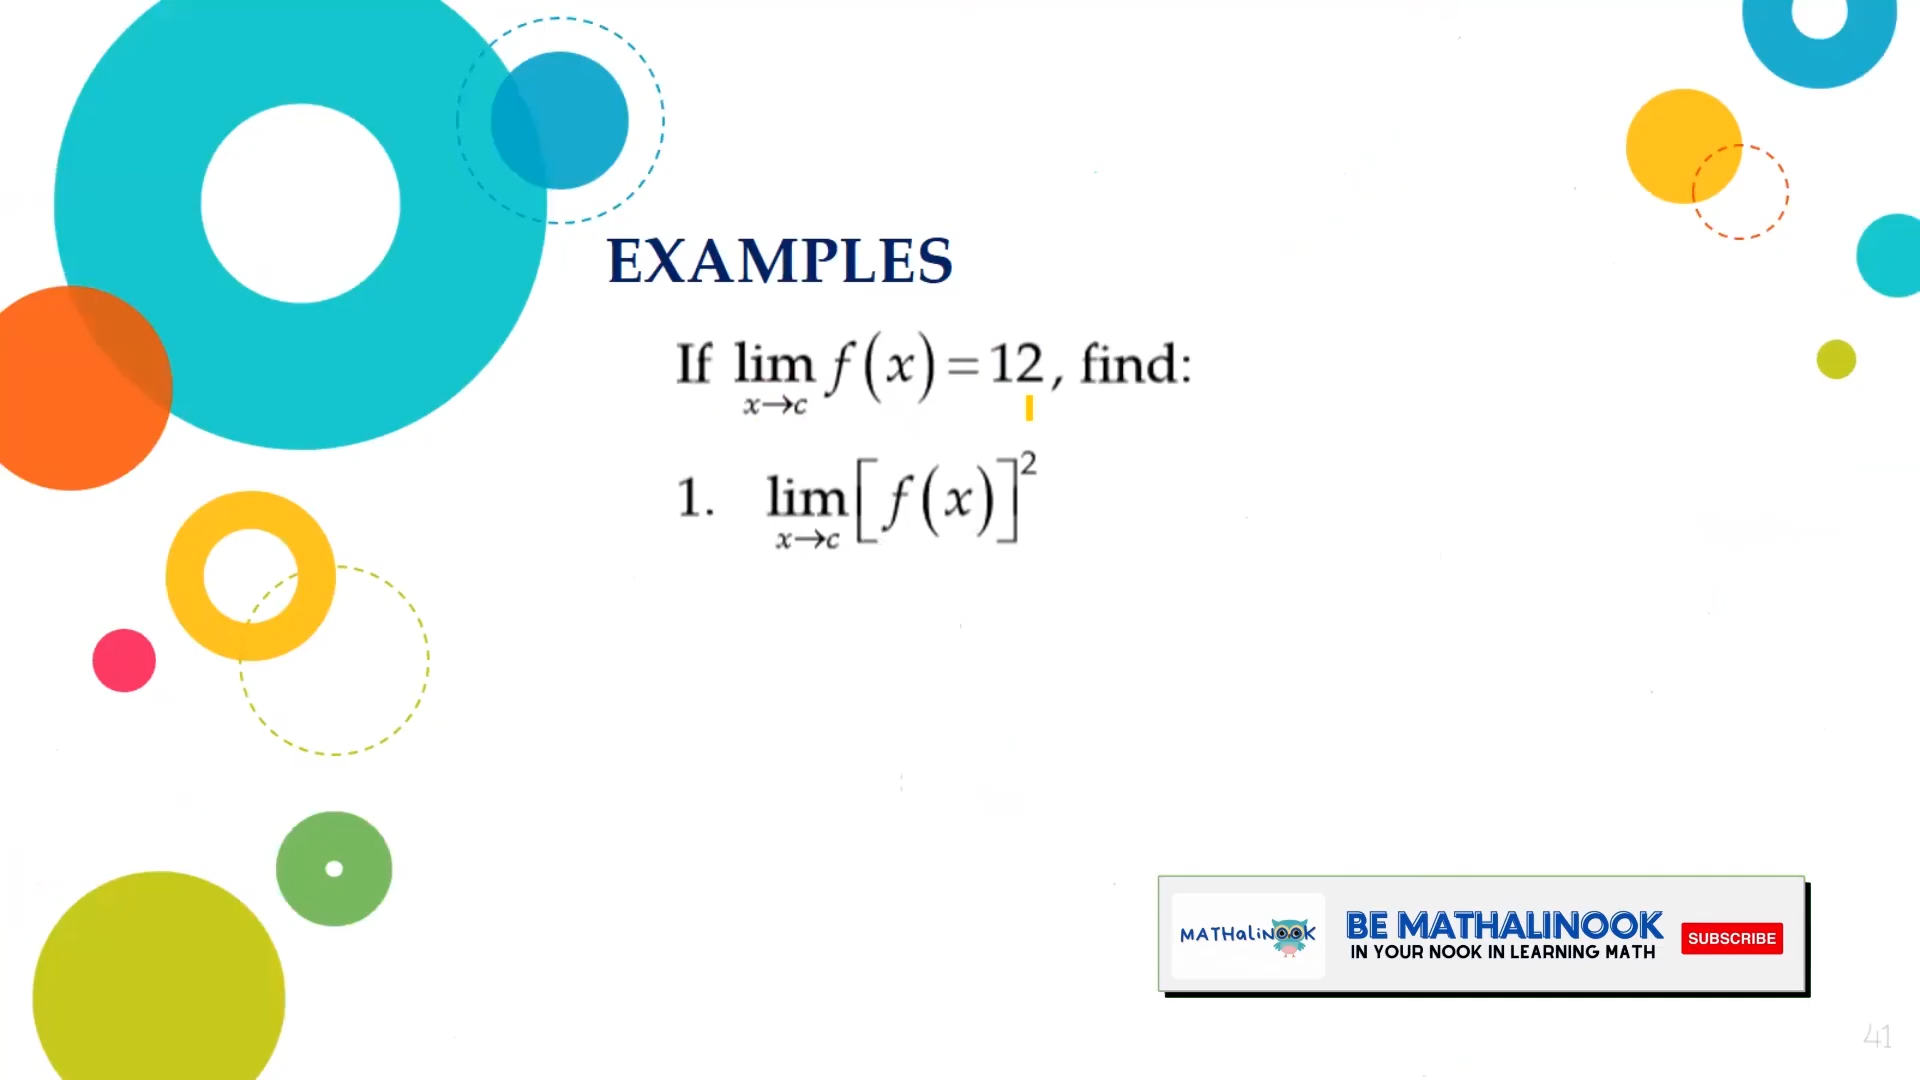 EXAMPLES
If lim f(x) = 12, find:
x→c
1. lim [f(x)]²
x→c
MATHaliNOOK
BE MATHALINOOK
IN YOUR NOOK IN LEARNING MATH
SUBSCRIBE
41